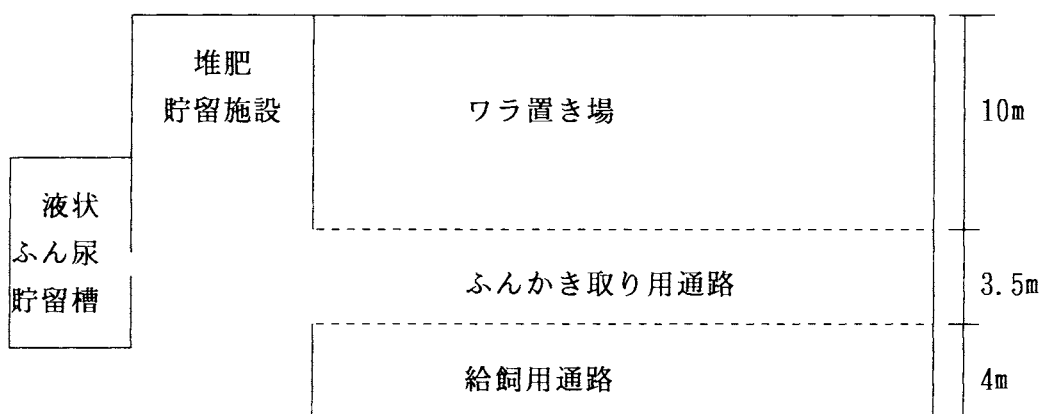 堆肥
貯留施設
ワラ置き場
10m
液状
ふん尿
貯留槽
ふんかき取り用通路
3.5m
給飼用通路
4m